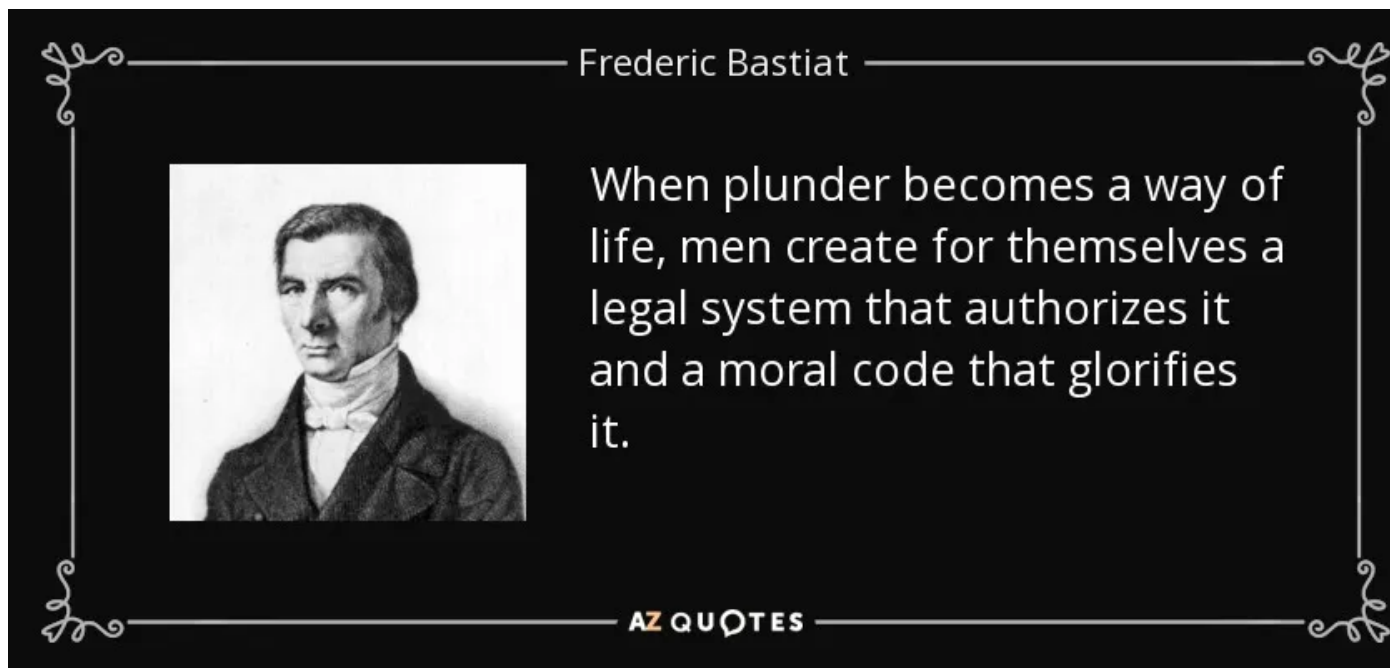 Frederic Bastiat
When plunder becomes a way of
life, men create for themselves a
legal system that authorizes it
and a moral code that glorifies
it.
AZ QUOTES